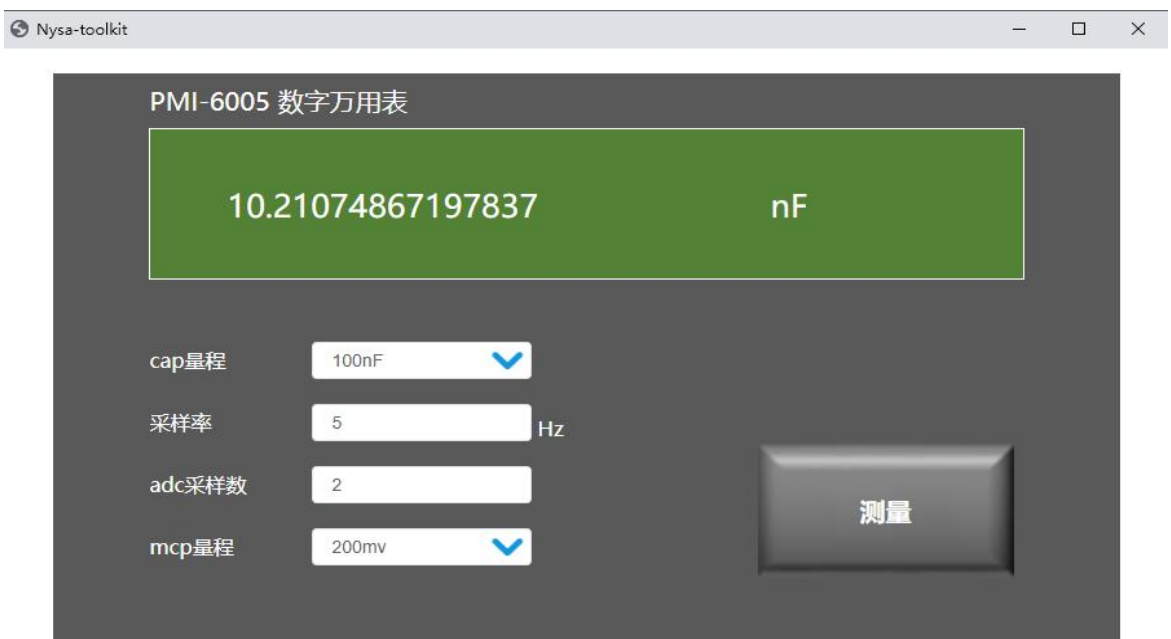 Nysa-toolkit
PMI-6005 数字万用表
10.21074867197837 nF
cap量程 100nF
采样率 5 Hz
adc采样数 2
mcp量程 200mv
测量